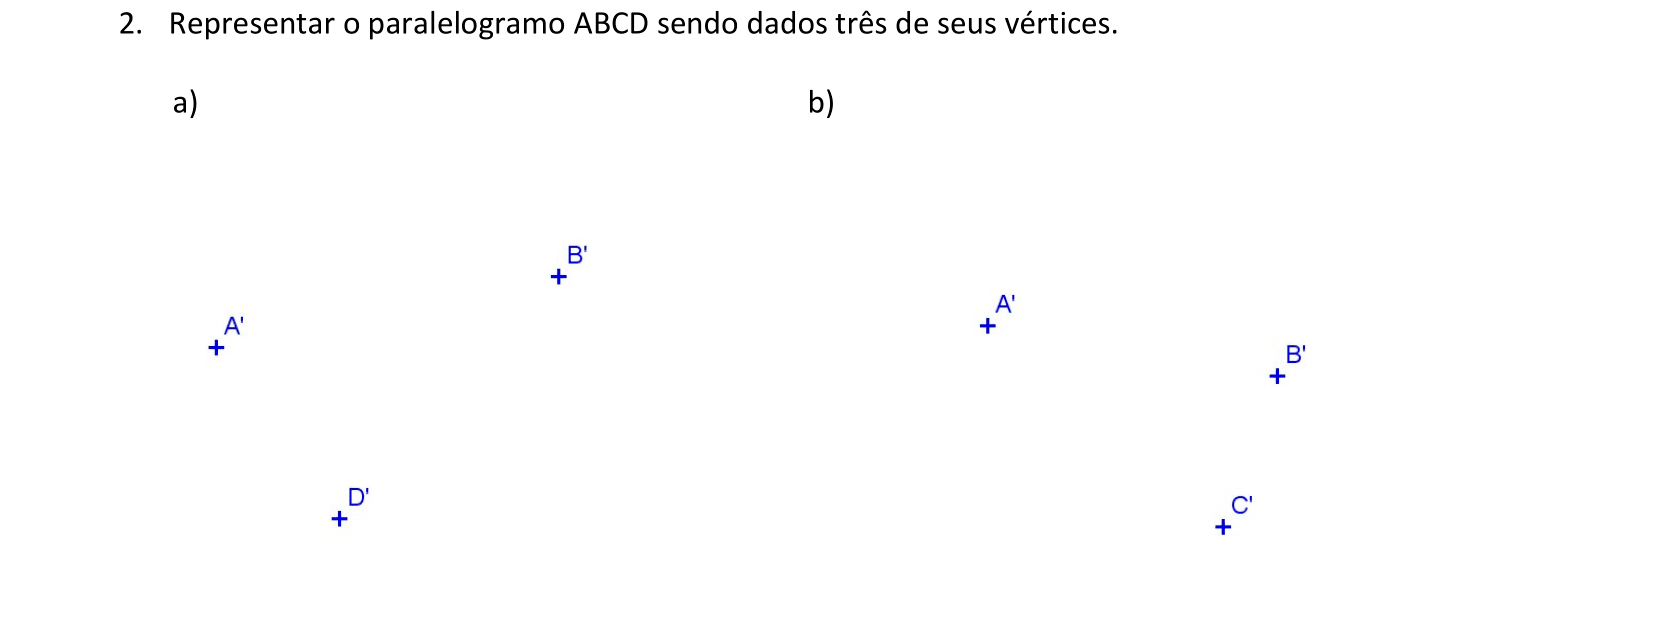 2. Representar o paralelogramo ABCD sendo dados três de seus vértices.
a)
b)
B'
A'
D'
A'
B'
C'